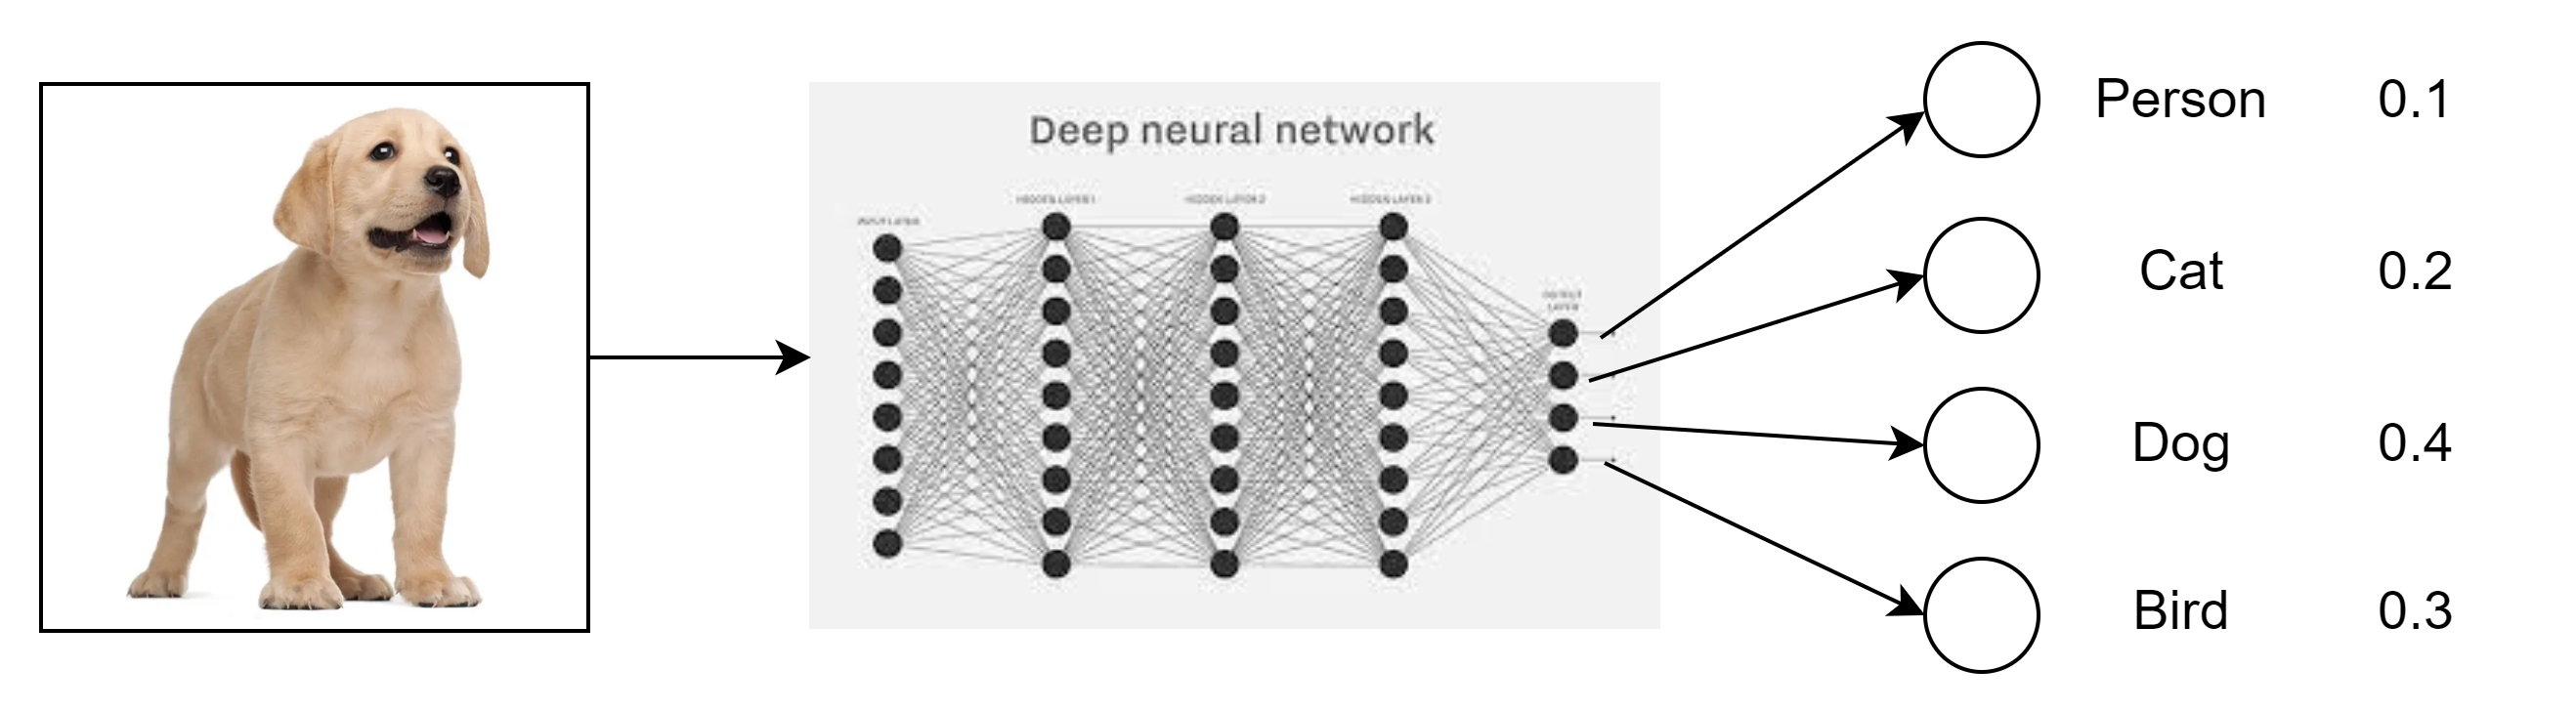 Deep neural network
INPUT LAYER
HIDDEN LAYER 1
HIDDEN LAYER 2
HIDDEN LAYER 3
OUTPUT
LAYER
Person 0.1
Cat 0.2
Dog 0.4
Bird 0.3